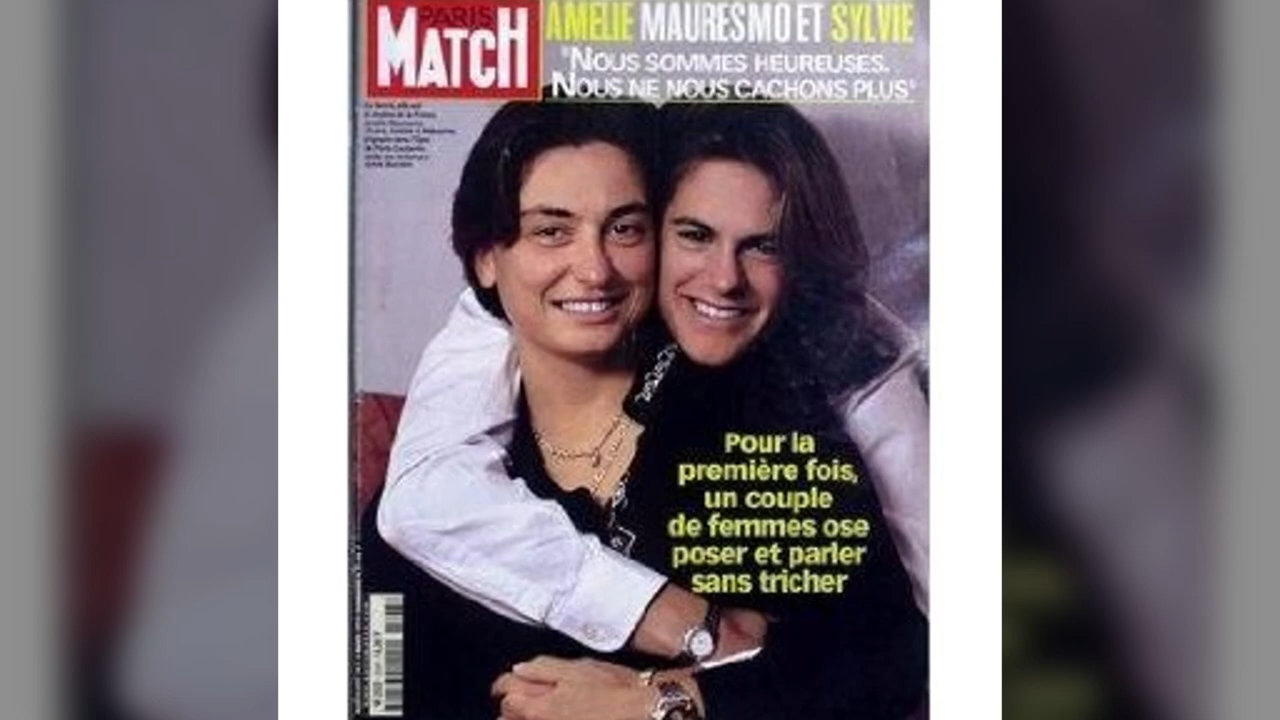 PARIS
MATCH
AMELIE MAURESMO ET SYLVIE
"NOUS SOMMES HEUREUSES.
NOUS NE NOUS CACHONS PLUS"
Pour la
première fois,
un couple
de femmes ose
poser et parler
sans tricher